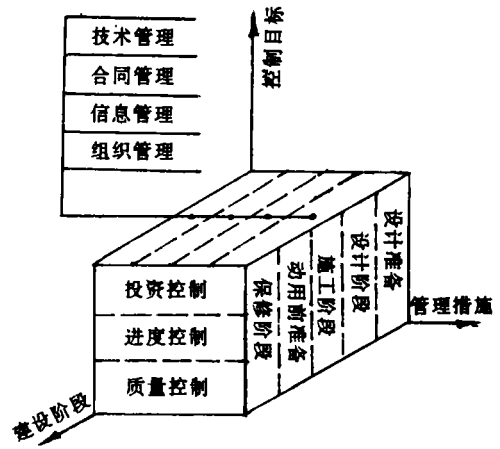 技术管理
合同管理
信息管理
组织管理
控制目标
设计准备
设计阶段
施工阶段
动用前准备
保修阶段
投资控制
进度控制
质量控制
管理措施
建设阶段